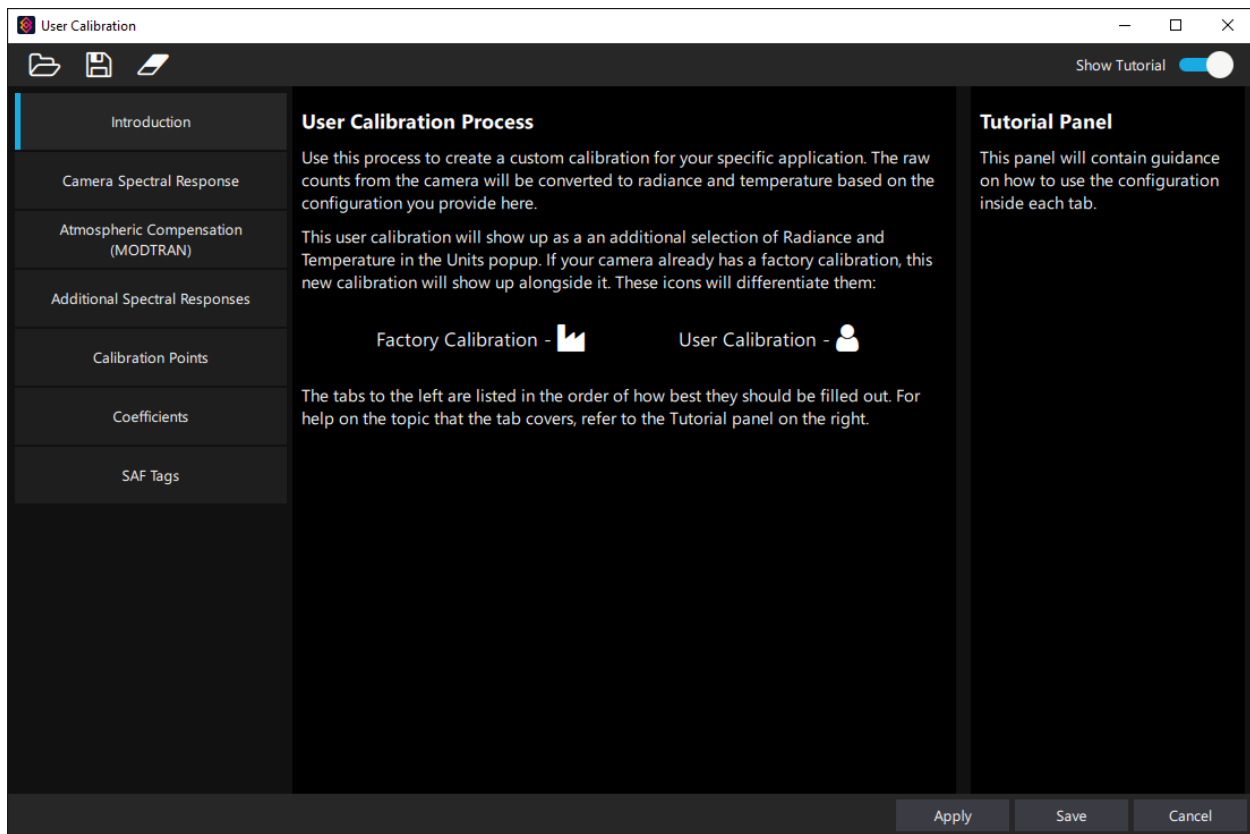 User Calibration
Show Tutorial
Introduction
Camera Spectral Response
Atmospheric Compensation
(MODTRAN)
Additional Spectral Responses
Calibration Points
Coefficients
SAF Tags
User Calibration Process
Use this process to create a custom calibration for your specific application. The raw
counts from the camera will be converted to radiance and temperature based on the
configuration you provide here.
This user calibration will show up as a an additional selection of Radiance and
Temperature in the Units popup. If your camera already has a factory calibration, this
new calibration will show up alongside it. These icons will differentiate them:
Factory Calibration -
User Calibration -
The tabs to the left are listed in the order of how best they should be filled out. For
help on the topic that the tab covers, refer to the Tutorial panel on the right.
Tutorial Panel
This panel will contain guidance
on how to use the configuration
inside each tab.
Apply
Save
Cancel